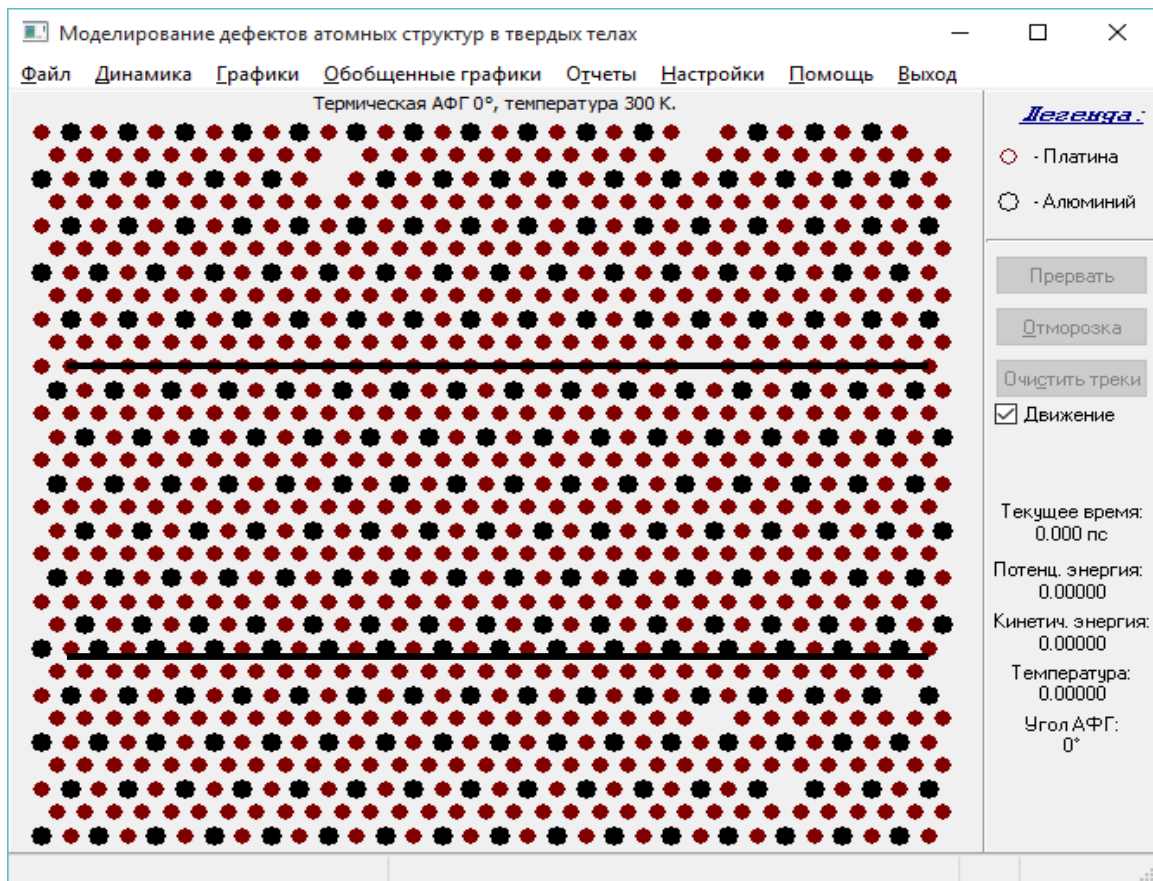 Моделирование дефектов атомных структур в твердых телах
Файл Динамика Графики Обобщенные графики Отчеты Настройки Помощь Выход
Термическая АФГ 0°, температура 300 К.
Легенда:
- Платина
- Алюминий
Прервать
Отморозка
Очистить треки
Движение
Текущее время:
0.000 пс
Потенц. энергия:
0.00000
Кинетич. энергия:
0.00000
Температура:
0.00000
Угол АФГ:
0°